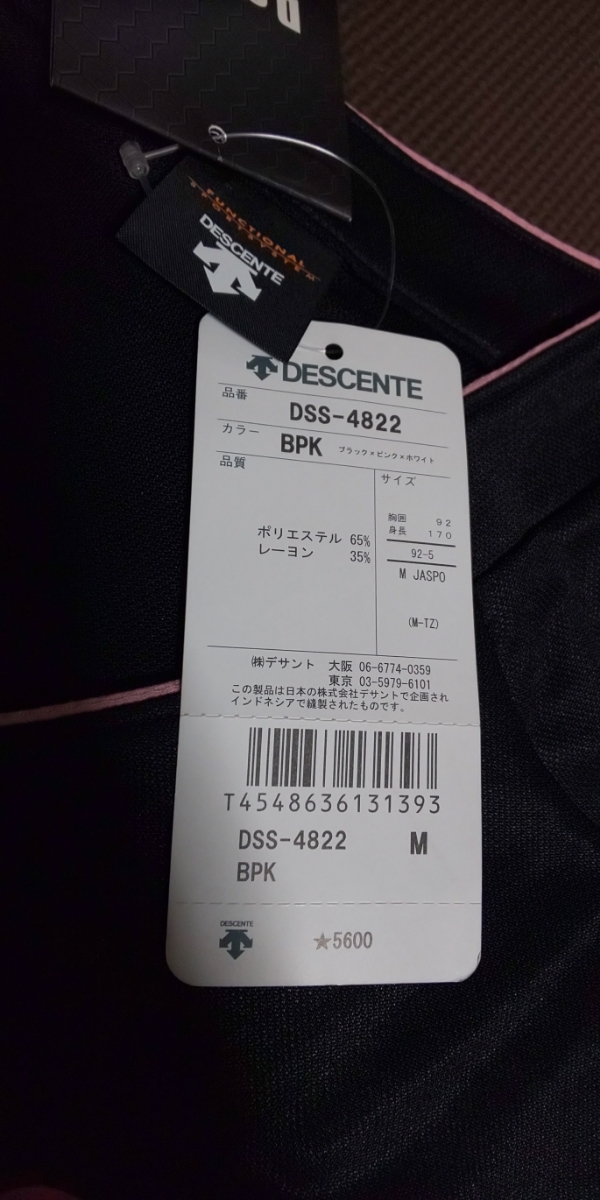 FUNCTIONAL
DESCENTE
DESCENTE
品番
DSS-4822
カラー
BPK ブラック×ピンク×ホワイト
品質
ポリエステル 65%
レーヨン 35%
サイズ
胸囲 92
身長 170
92-5
M JASPO
(M-TZ)
㈱デサント 大阪 06-6774-0359
東京 03-5979-6101
この製品は日本の株式会社デサントで企画され
インドネシアで縫製されたものです。
T4548636131393
DSS-4822 M
BPK
DESCENTE
★5600